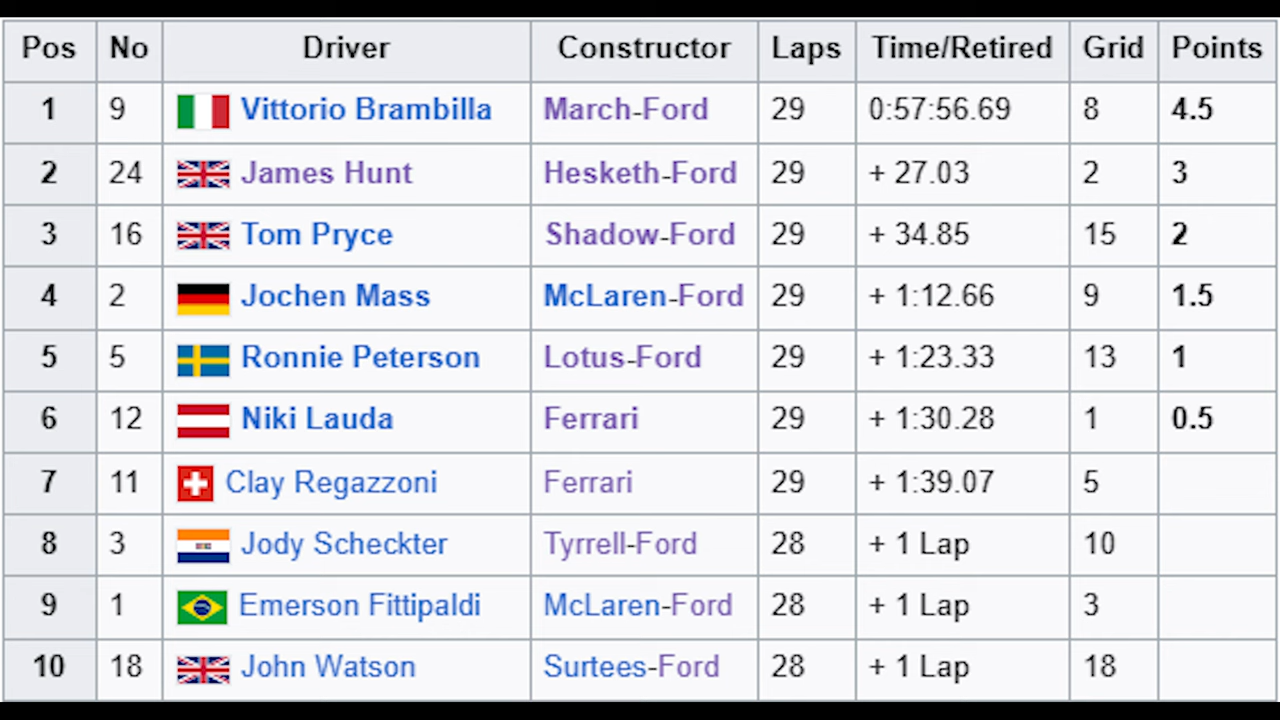 Pos No Driver Constructor Laps Time/Retired Grid Points
1 9 Vittorio Brambilla March-Ford 29 0:57:56.69 8 4.5
2 24 James Hunt Hesketh-Ford 29 + 27.03 2 3
3 16 Tom Pryce Shadow-Ford 29 + 34.85 15 2
4 2 Jochen Mass McLaren-Ford 29 + 1:12.66 9 1.5
5 5 Ronnie Peterson Lotus-Ford 29 + 1:23.33 13 1
6 12 Niki Lauda Ferrari 29 + 1:30.28 1 0.5
7 11 Clay Regazzoni Ferrari 29 + 1:39.07 5
8 3 Jody Scheckter Tyrrell-Ford 28 + 1 Lap 10
9 1 Emerson Fittipaldi McLaren-Ford 28 + 1 Lap 3
10 18 John Watson Surtees-Ford 28 + 1 Lap 18